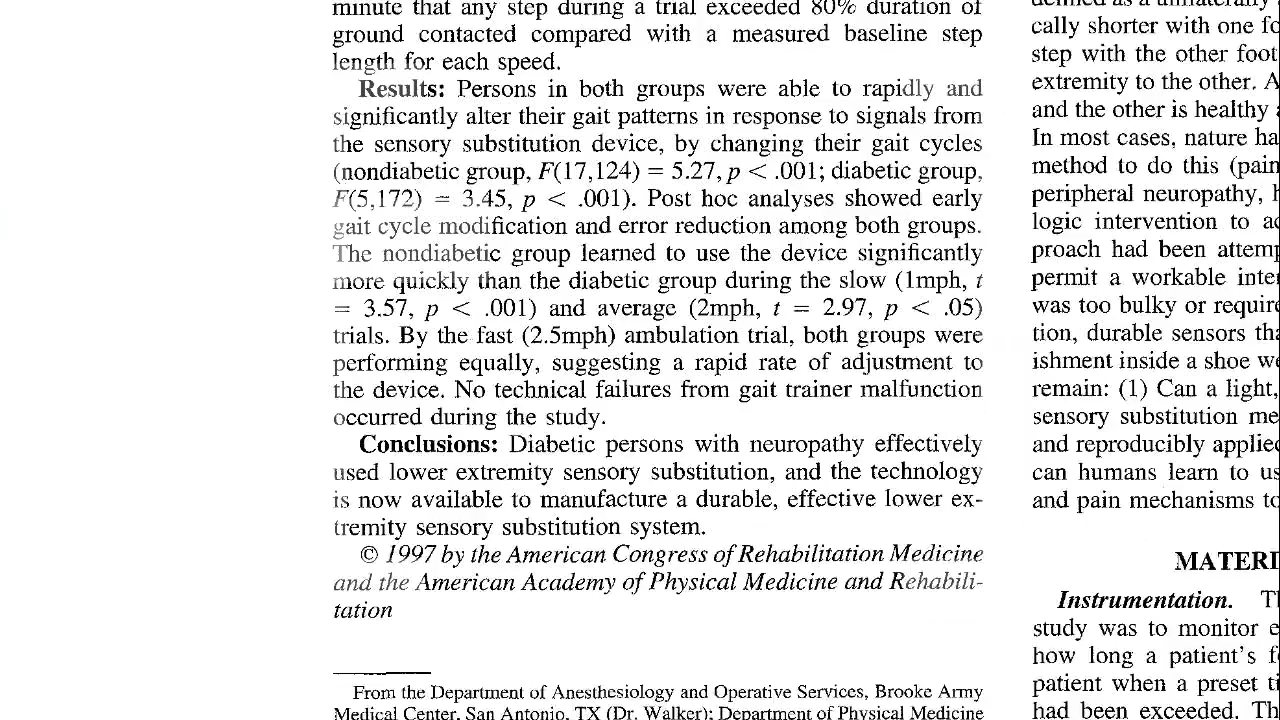 minute that any step during a trial exceeded 80% duration of
ground contacted compared with a measured baseline step
length for each speed.
Results: Persons in both groups were able to rapidly and
significantly alter their gait patterns in response to signals from
the sensory substitution device, by changing their gait cycles
(nondiabetic group, F(17,124) = 5.27, p < .001; diabetic group,
F(5,172) = 3.45, p < .001). Post hoc analyses showed early
gait cycle modification and error reduction among both groups.
The nondiabetic group learned to use the device significantly
more quickly than the diabetic group during the slow (1mph, t
= 3.57, p < .001) and average (2mph, t = 2.97, p < .05)
trials. By the fast (2.5mph) ambulation trial, both groups were
performing equally, suggesting a rapid rate of adjustment to
the device. No technical failures from gait trainer malfunction
occurred during the study.
Conclusions: Diabetic persons with neuropathy effectively
used lower extremity sensory substitution, and the technology
is now available to manufacture a durable, effective lower ex-
tremity sensory substitution system.
© 1997 by the American Congress of Rehabilitation Medicine
and the American Academy of Physical Medicine and Rehabili-
tation
From the Department of Anesthesiology and Operative Services, Brooke Army
Medical Center, San Antonio, TX (Dr. Walker); Department of Physical Medicine
cally shorter with one
step with the other foot
extremity to the other.
and the other is healthy
In most cases, nature
method to do this (pain
peripheral neuropathy,
logic intervention to
proach had been
permit a workable
was too bulky or
tion, durable sensors
ishment inside a shoe
remain: (1) Can a light,
sensory substitution
and reproducibly
can humans learn to
and pain mechanisms
MATERI
Instrumentation.
study was to monitor
how long a patient's
patient when a preset
had been exceeded.